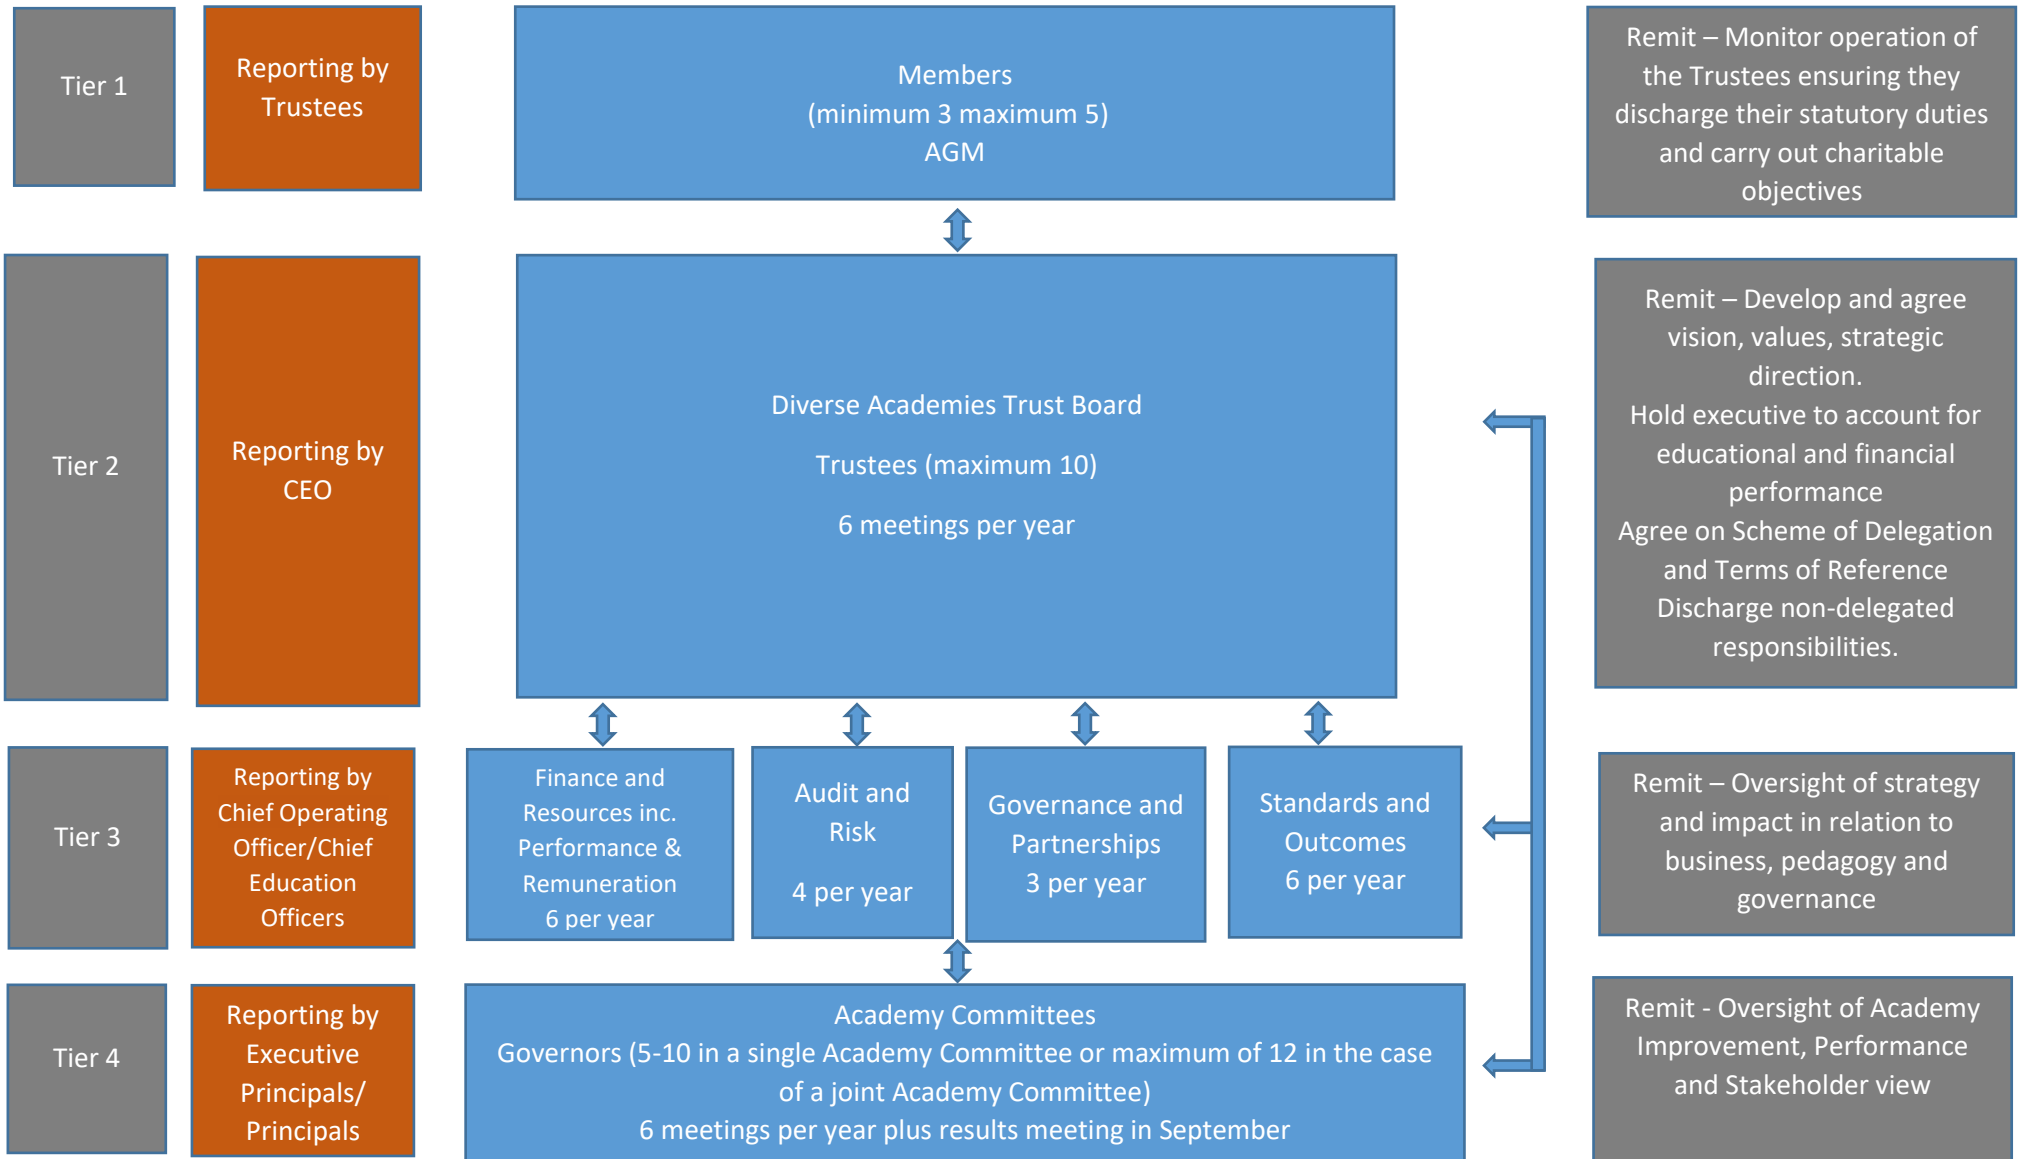 Tier 1
Reporting by
Trustees
Members
(minimum 3 maximum 5)
AGM
Remit – Monitor operation of
the Trustees ensuring they
discharge their statutory duties
and carry out charitable
objectives
Tier 2
Reporting by
CEO
Diverse Academies Trust Board
Trustees (maximum 10)
6 meetings per year
Remit – Develop and agree
vision, values, strategic
direction.
Hold executive to account for
educational and financial
performance
Agree on Scheme of Delegation
and Terms of Reference
Discharge non-delegated
responsibilities.
Tier 3
Reporting by
Chief Operating
Officer/Chief
Education
Officers
Finance and
Resources inc.
Performance &
Remuneration
6 per year
Audit and
Risk
4 per year
Governance and
Partnerships
3 per year
Standards and
Outcomes
6 per year
Remit – Oversight of strategy
and impact in relation to
business, pedagogy and
governance
Tier 4
Reporting by
Executive
Principals/
Principals
Academy Committees
Governors (5-10 in a single Academy Committee or maximum of 12 in the case
of a joint Academy Committee)
6 meetings per year plus results meeting in September
Remit - Oversight of Academy
Improvement, Performance
and Stakeholder view